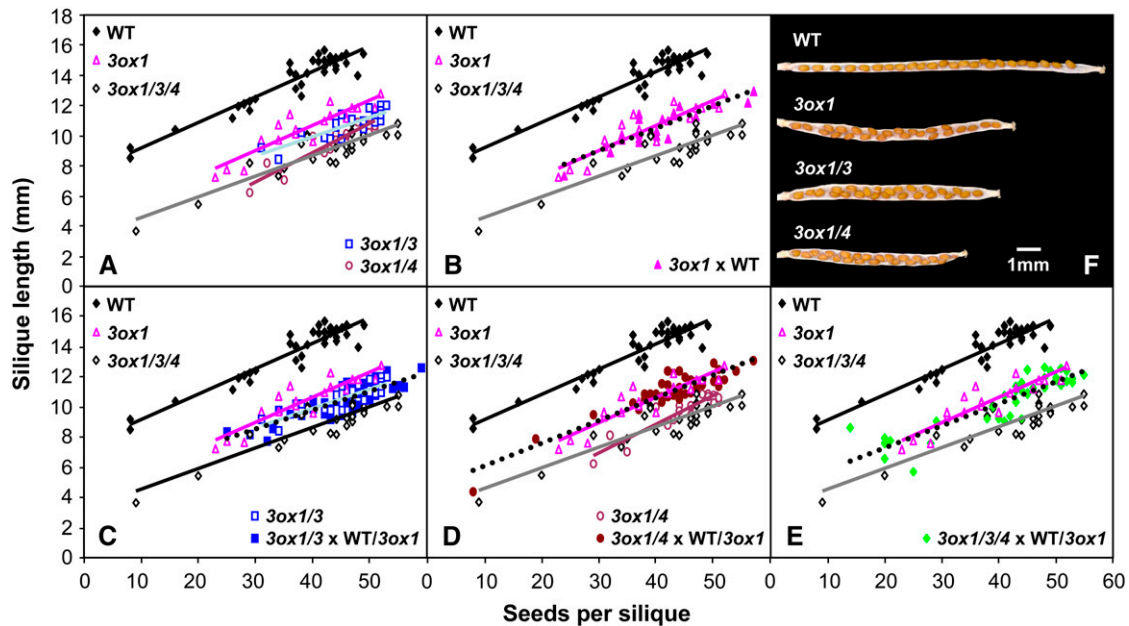 Silique length (mm)
18
16
14
12
10
8
6
4
2
0
WT
3ox1
3ox1/3/4
3ox1/3
3ox1/4
A
WT
3ox1
3ox1/3/4
3ox1 x WT
B
WT
3ox1
3ox1/3
3ox1/4
1mm
F
16
14
12
10
8
6
4
2
0
WT
3ox1
3ox1/3/4
3ox1/3
3ox1/3 x WT/3ox1
C
WT
3ox1
3ox1/3/4
3ox1/4
3ox1/4 x WT/3ox1
D
WT
3ox1
3ox1/3/4
3ox1/3/4 x WT/3ox1
E
0 10 20 30 40 50 0 10 20 30 40 50 0 10 20 30 40 50 60
Seeds per silique